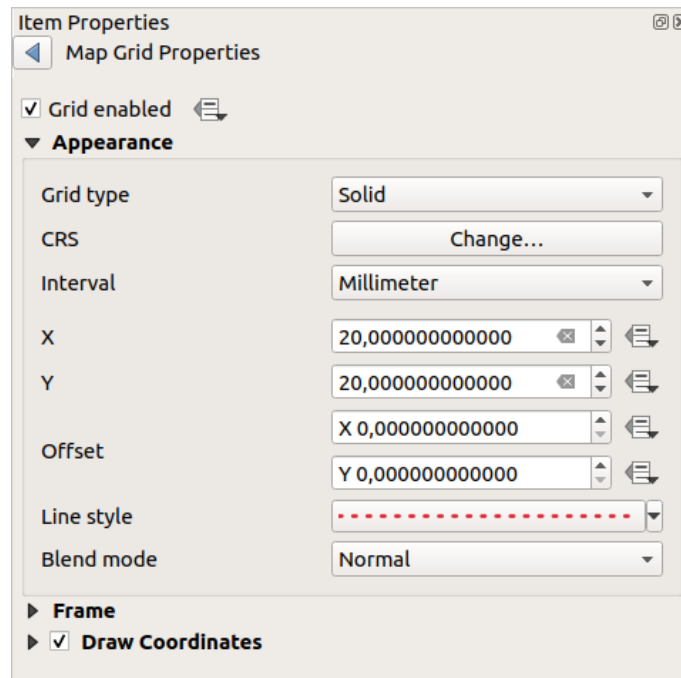 Item Properties
Map Grid Properties
Grid enabled
Appearance
Grid type Solid
CRS Change...
Interval Millimeter
X 20,000000000000
Y 20,000000000000
Offset X 0,000000000000
Y 0,000000000000
Line style
Blend mode Normal
Frame
Draw Coordinates